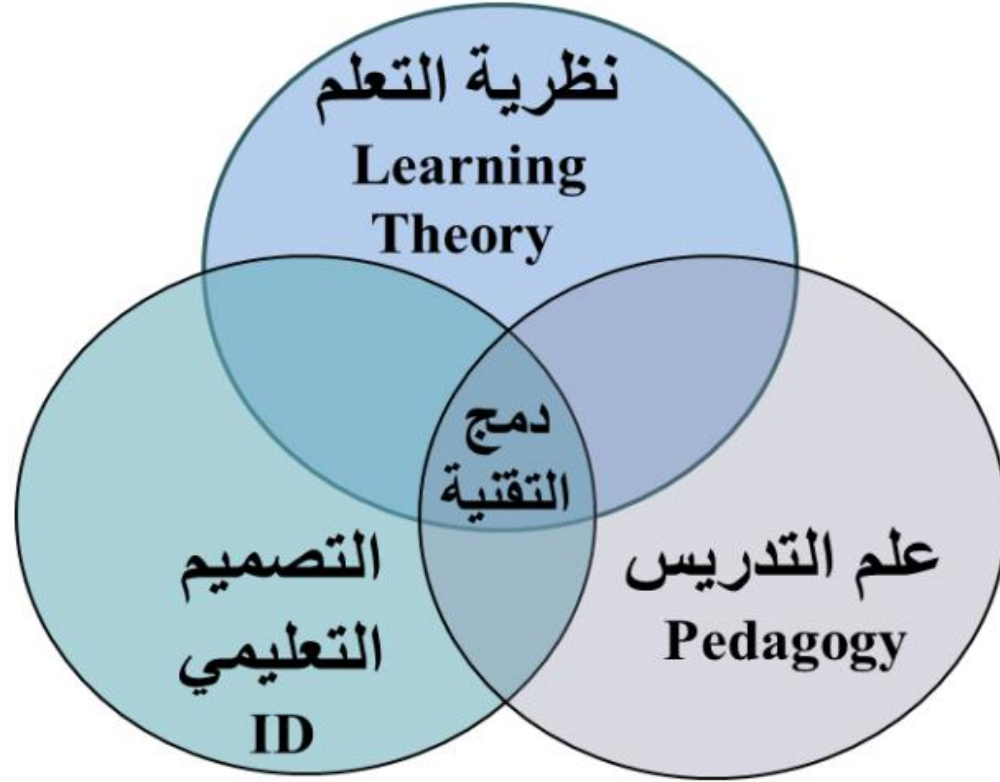 نظرية التعلم
Learning
Theory
دمج
التقنية
التصميم
التعليمي
ID
علم التدريس
Pedagogy